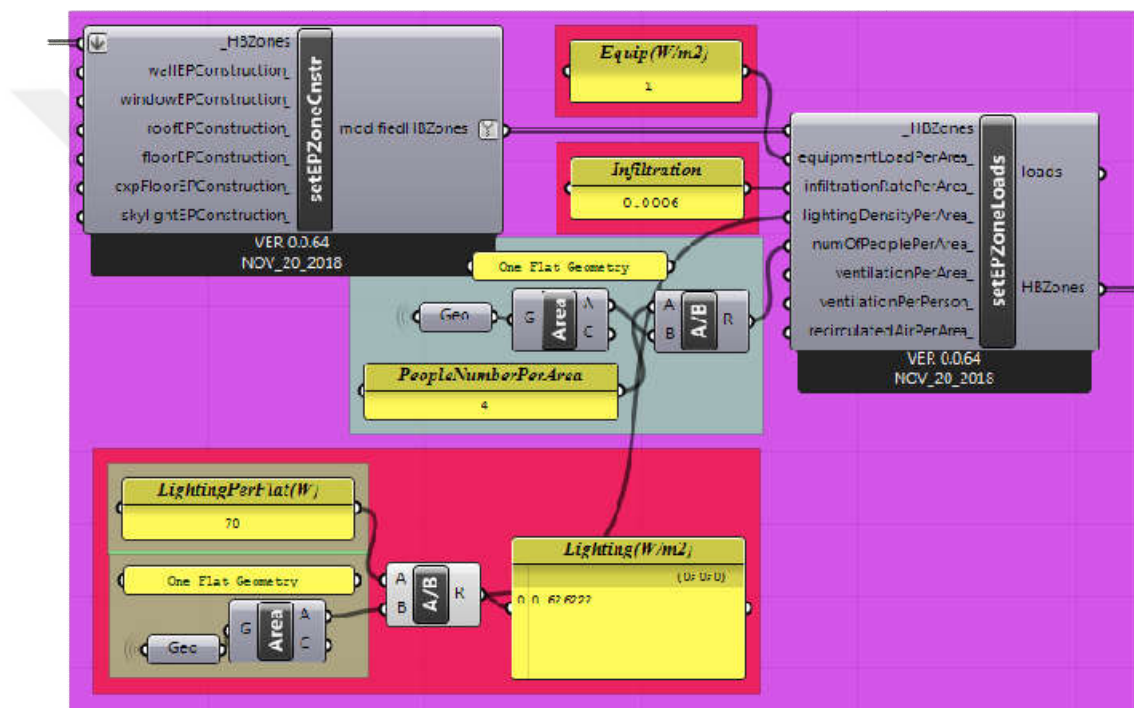 _HBZones
wallEPConstruction_
windowEPConstruction_
roofEPConstruction_
floorEPConstruction_
expFloorEPConstruction_
skylightEPConstruction_
setEPZoneCnstr
modifiedHBZones
VER 0.0.64
NOV_20_2018
Equip(W/m2)
1
Infiltration
0.0006
_HBZones
equipmentLoadPerArea_
infiltrationRatePerArea_
lightingDensityPerArea_
numOfPeoplePerArea_
ventilationPerArea_
ventilationPerPerson_
recirculatedAirPerArea_
setEPZoneLoads
loads
HBZones
VER 0.0.64
NOV_20_2018
One Flat Geometry
Geo
G
Area
A
C
A
B
A/B
R
PeopleNumberPerArea
4
LightingPerFlat(W)
70
One Flat Geometry
Geo
G
Area
A
C
A
B
A/B
R
Lighting(W/m2)
{0;0;0}